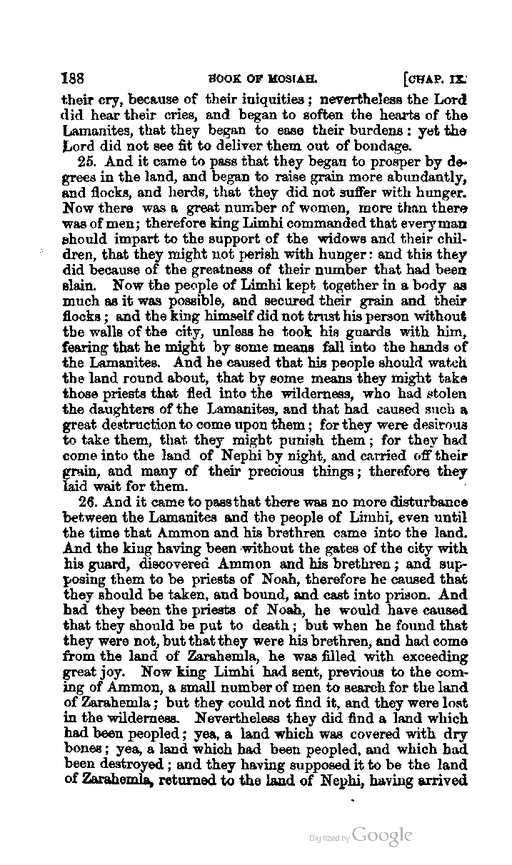 188 BOOK OF MOSIAH. [CHAP. IX.
their cry, because of their iniquities; nevertheless the Lord
did hear their cries, and began to soften the hearts of the
Lamanites, that they began to ease their burdens: yet the
Lord did not see fit to deliver them out of bondage.
25. And it came to pass that they began to prosper by de-
grees in the land, and began to raise grain more abundantly,
and flocks, and herds, that they did not suffer with hunger.
Now there was a great number of women, more than there
was of men; therefore king Limhi commanded that every man
should impart to the support of the widows and their chil-
dren, that they might not perish with hunger: and this they
did because of the greatness of their number that had been
slain. Now the people of Limhi kept together in a body as
much as it was possible, and secured their grain and their
flocks; and the king himself did not trust his person without
the walls of the city, unless he took his guards with him,
fearing that he might by some means fall into the hands of
the Lamanites. And he caused that his people should watch
the land round about, that by some means they might take
those priests that fled into the wilderness, who had stolen
the daughters of the Lamanites, and that had caused such a
great destruction to come upon them; for they were desirous
to take them, that they might punish them; for they had
come into the land of Nephi by night, and carried off their
grain, and many of their precious things; therefore they
laid wait for them.
26. And it came to pass that there was no more disturbance
between the Lamanites and the people of Limhi, even until
the time that Ammon and his brethren came into the land.
And the king having been without the gates of the city with
his guard, discovered Ammon and his brethren; and sup-
posing them to be priests of Noah, therefore he caused that
they should be taken, and bound, and cast into prison. And
had they been the priests of Noah, he would have caused
that they should be put to death; but when he found that
they were not, but that they were his brethren, and had come
from the land of Zarahemla, he was filled with exceeding
great joy. Now king Limhi had sent, previous to the com-
ing of Ammon, a small number of men to search for the land
of Zarahemla; but they could not find it, and they were lost
in the wilderness. Nevertheless they did find a land which
had been peopled; yea, a land which was covered with dry
bones; yea, a land which had been peopled, and which had
been destroyed; and they having supposed it to be the land
of Zarahemla, returned to the land of Nephi, having arrived
Digitized by Google